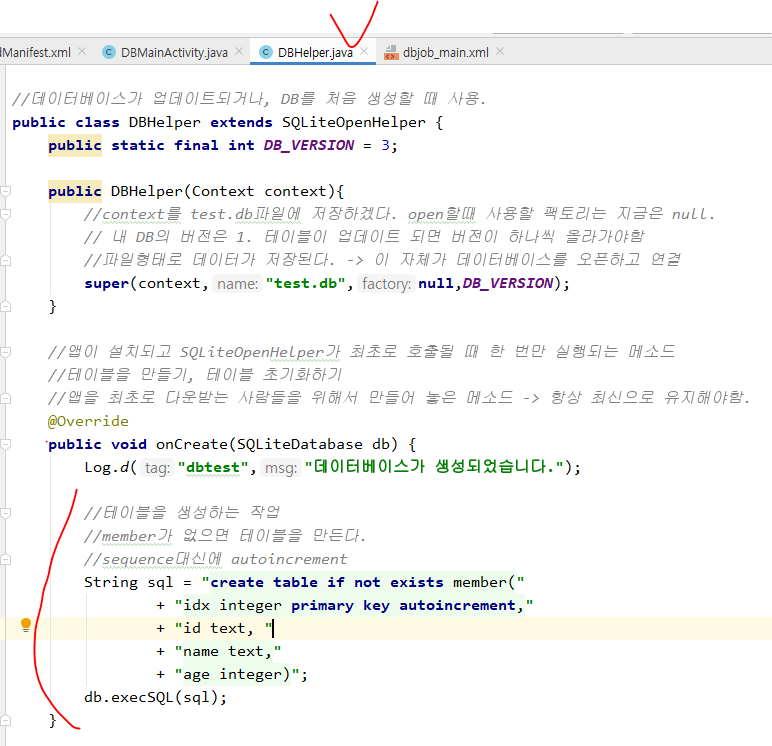 dManifest.xml DBMainActivity.java DBHelper.java dbjob_main.xml
//데이터베이스가 업데이트되거나, DB를 처음 생성할 때 사용.
public class DBHelper extends SQLiteOpenHelper {
public static final int DB_VERSION = 3;
public DBHelper(Context context){
//context를 test.db파일에 저장하겠다. open할때 사용할 팩토리는 지금은 null.
// 내 DB의 버전은 1. 테이블이 업데이트 되면 버전이 하나씩 올라가야함
//파일형태로 데이터가 저장된다. -> 이 자체가 데이터베이스를 오픈하고 연결
super(context, name: "test.db", factory: null,DB_VERSION);
}
//앱이 설치되고 SQLiteOpenHelper가 최초로 호출될 때 한 번만 실행되는 메소드
//테이블을 만들기, 테이블 초기화하기
//앱을 최초로 다운받는 사람들을 위해서 만들어 놓은 메소드 -> 항상 최신으로 유지해야함.
@Override
public void onCreate(SQLiteDatabase db) {
Log.d( tag: "dbtest", msg: "데이터베이스가 생성되었습니다.");
//테이블을 생성하는 작업
//member가 없으면 테이블을 만든다.
//sequence대신에 autoincrement
String sql = "create table if not exists member("
+ "idx integer primary key autoincrement,"
+ "id text, "
+ "name text,"
+ "age integer)";
db.execSQL(sql);
}